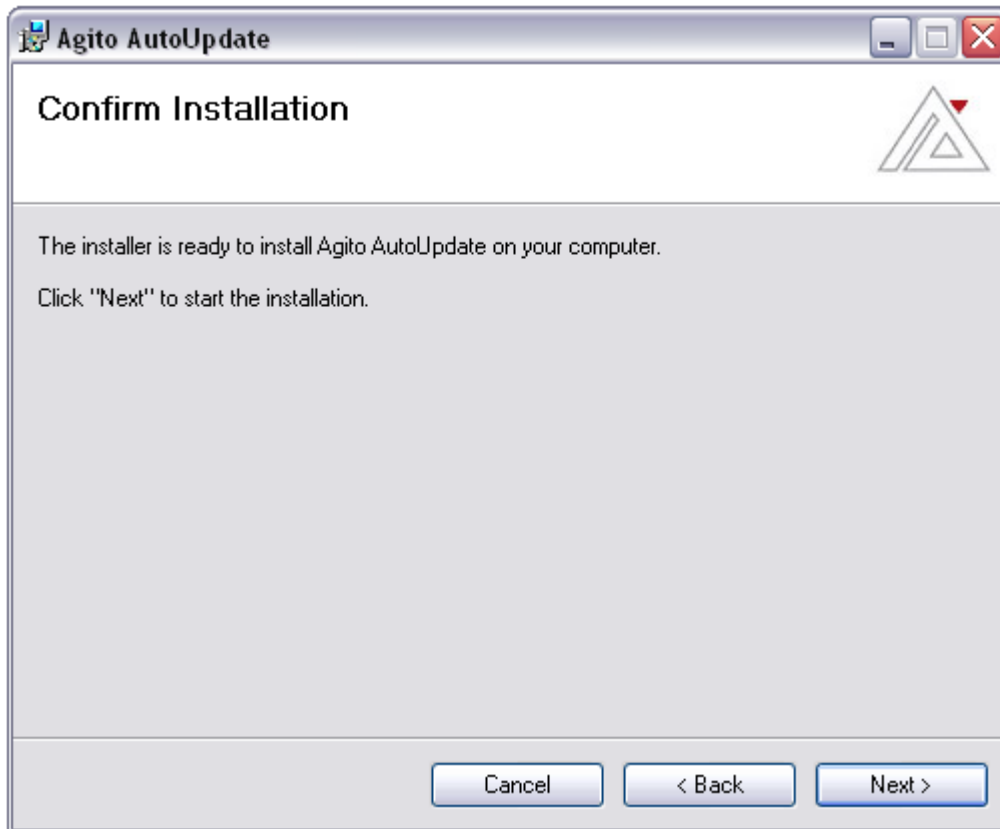 Agito AutoUpdate
Confirm Installation
The installer is ready to install Agito AutoUpdate on your computer.
Click "Next" to start the installation.
Cancel
< Back
Next >